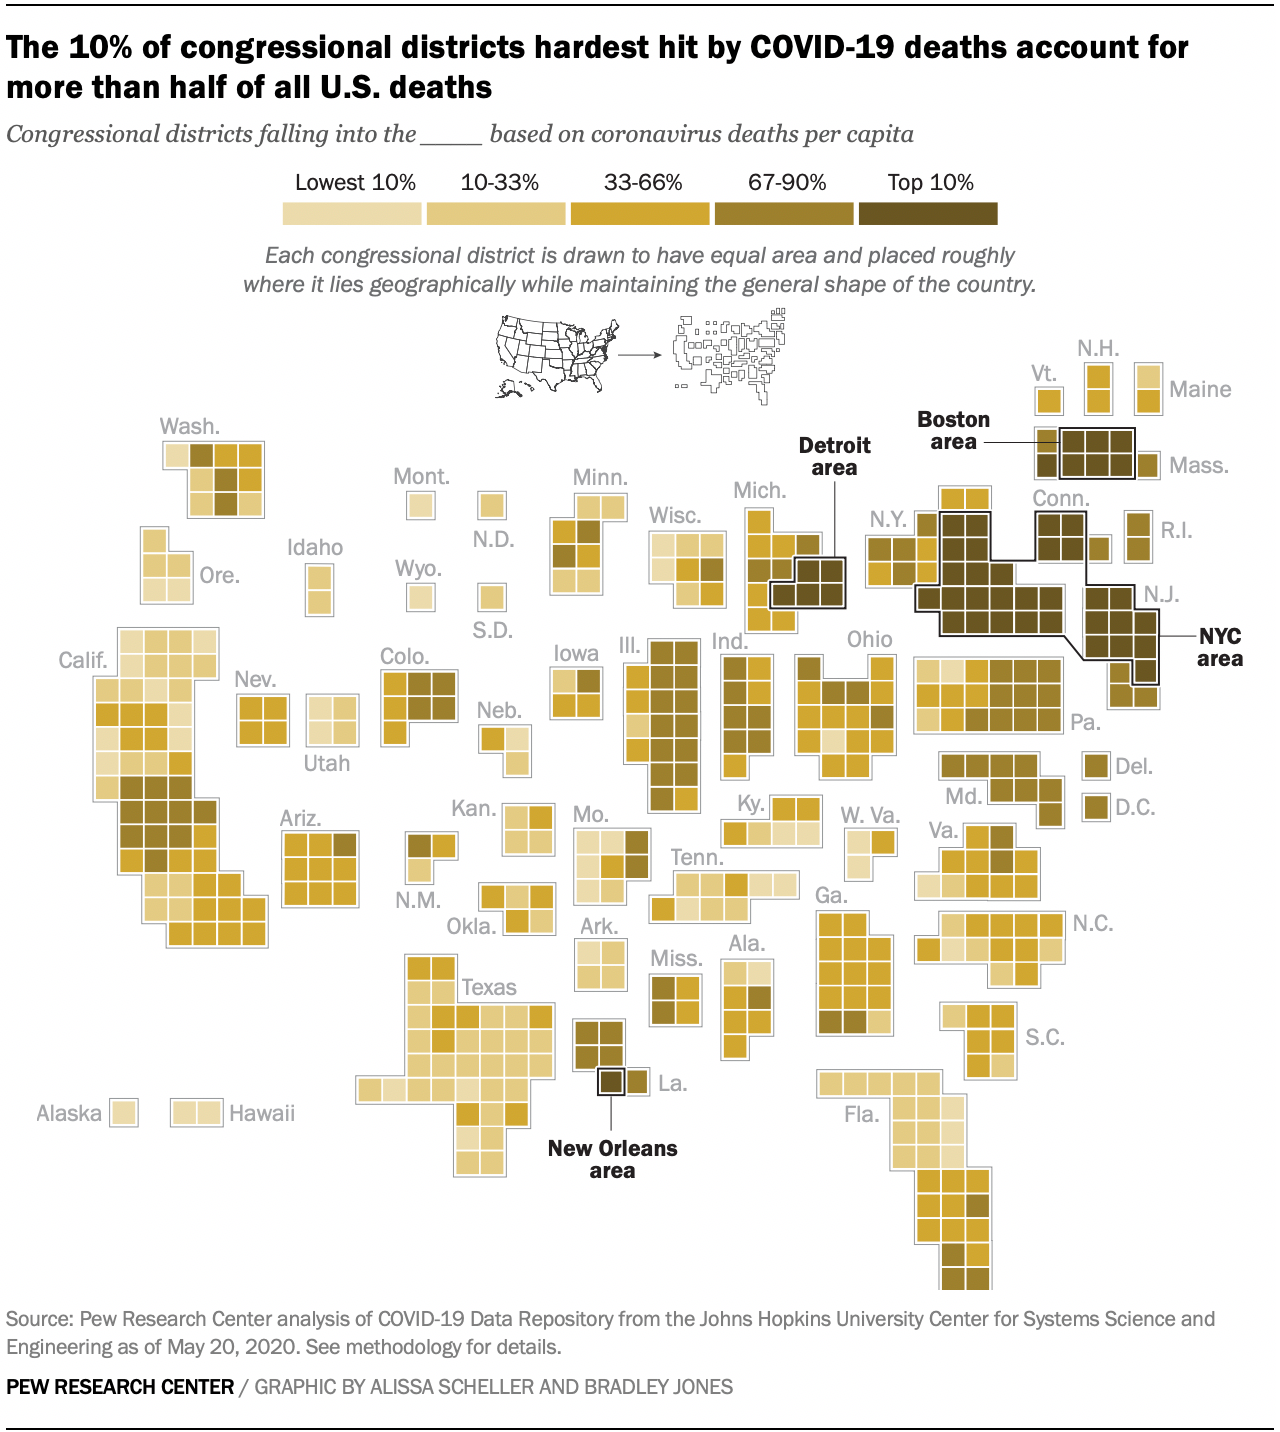 The 10% of congressional districts hardest hit by COVID-19 deaths account for
more than half of all U.S. deaths
Congressional districts falling into the _____ based on coronavirus deaths per capita
Lowest 10% 10-33% 33-66% 67-90% Top 10%
Each congressional district is drawn to have equal area and placed roughly
where it lies geographically while maintaining the general shape of the country.
N.H.
Vt.
Maine
Boston
area
Wash.
Detroit
area
Mass.
Mont.
Minn.
Mich.
Conn.
Wisc.
N.Y.
R.I.
N.D.
Idaho
Ore.
Wyo.
N.J.
S.D.
NYC
area
Calif.
Colo.
Iowa
Ill.
Ind.
Ohio
Nev.
Neb.
Pa.
Utah
Del.
Md.
D.C.
Kan.
Mo.
Ky.
W. Va.
Ariz.
Va.
Tenn.
N.M.
Ga.
Okla.
Ark.
N.C.
Miss.
Ala.
Texas
S.C.
La.
Alaska
Hawaii
Fla.
New Orleans
area
Source: Pew Research Center analysis of COVID-19 Data Repository from the Johns Hopkins University Center for Systems Science and
Engineering as of May 20, 2020. See methodology for details.
PEW RESEARCH CENTER / GRAPHIC BY ALISSA SCHELLER AND BRADLEY JONES